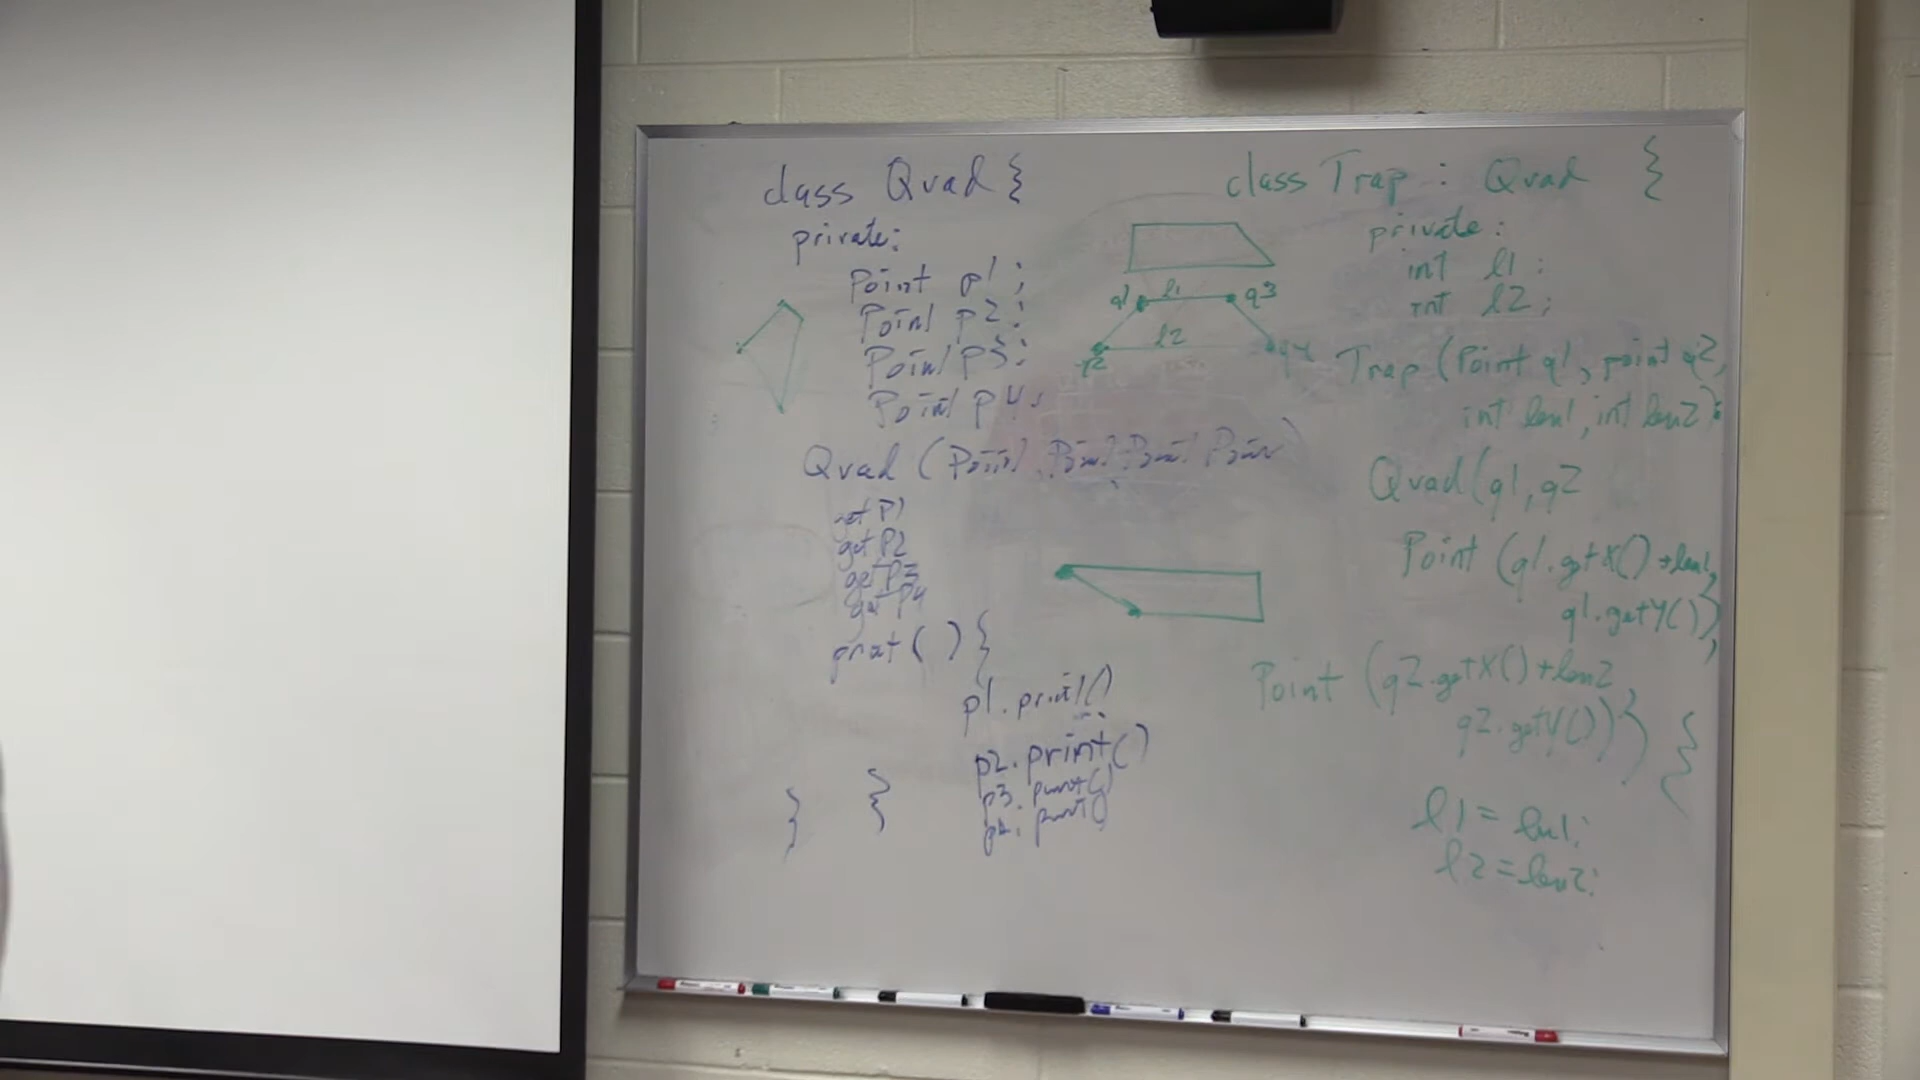 class Quad {
private:
Point p1;
Point p2;
Point p3;
Point p4;
Quad (Point, Point, Point, Point)
get P1
get P2
get P3
get P4
print ( ) {
p1.print()
p2.print()
p3.print()
p4.print()
}
}
q1 l1 q3
l2
q2 q4
class Trap : Quad {
private:
int l1;
int l2;
Trap (Point q1, point q2,
int len1, int len2):
Quad (q1, q2
Point (q1.getX() + len1,
q1.getY()),
Point (q2.getX() + len2,
q2.getY())) {
l1 = len1;
l2 = len2;